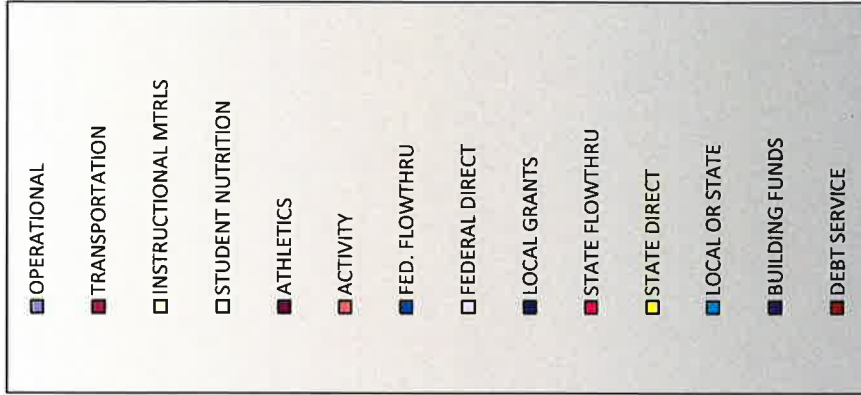 OPERATIONAL
TRANSPORTATION
INSTRUCTIONAL MTRLS
STUDENT NUTRITION
ATHLETICS
ACTIVITY
FED. FLOWTHRU
FEDERAL DIRECT
LOCAL GRANTS
STATE FLOWTHRU
STATE DIRECT
LOCAL OR STATE
BUILDING FUNDS
DEBT SERVICE